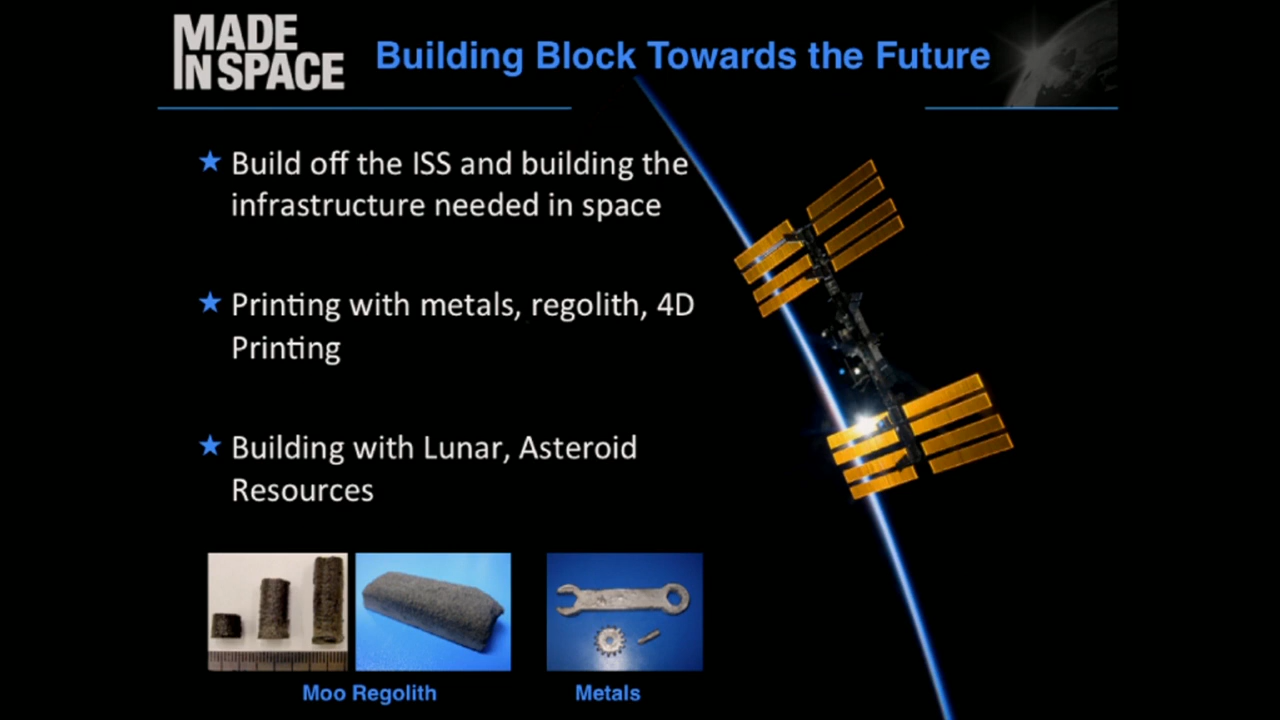 MADE
IN SPACE
Building Block Towards the Future
Build off the ISS and building the
infrastructure needed in space
Printing with metals, regolith, 4D
Printing
Building with Lunar, Asteroid
Resources
Moo Regolith
Metals